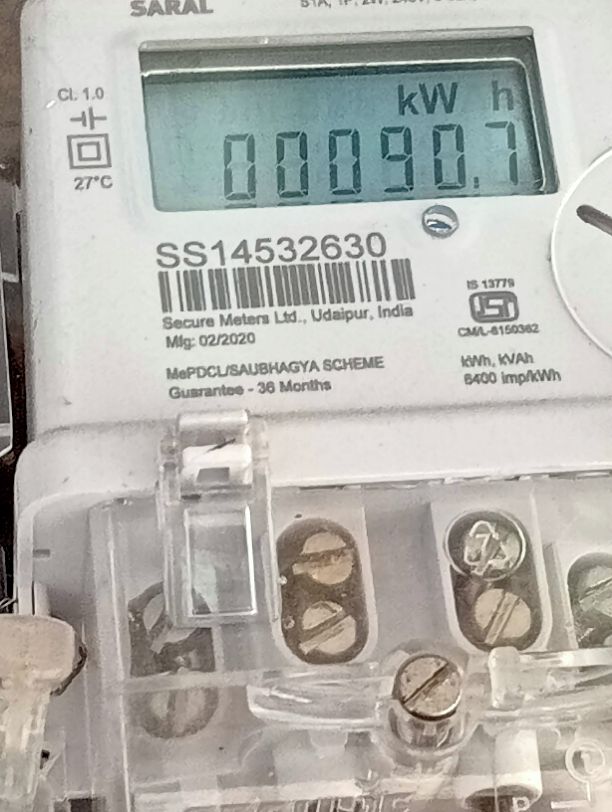 SARAL
Cl. 1.0
27°C
kW h
00090.7
SS14532630
Secure Meters Ltd., Udaipur, India
Mfg: 02/2020
MePDCL/SAUBHAGYA SCHEME
Guarantee - 36 Months
IS 13779
CM/L-6150362
kWh, kVAh
6400 imp/kWh